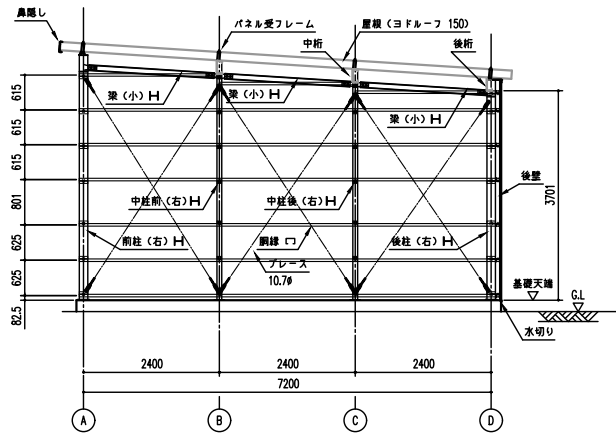 鼻隠し
パネル受フレーム
屋根 (ヨドルーフ 150)
中桁
後桁
梁 (小) H
梁 (小) H
梁 (小) H
615
615
615
801
625
625
82.5
中柱前 (右) H
中柱後 (右) H
前柱 (右) H
胴縁
後柱 (右) H
ブレース
10.7φ
3701
後壁
基礎天端
G.L
水切り
2400
2400
2400
7200
A
B
C
D